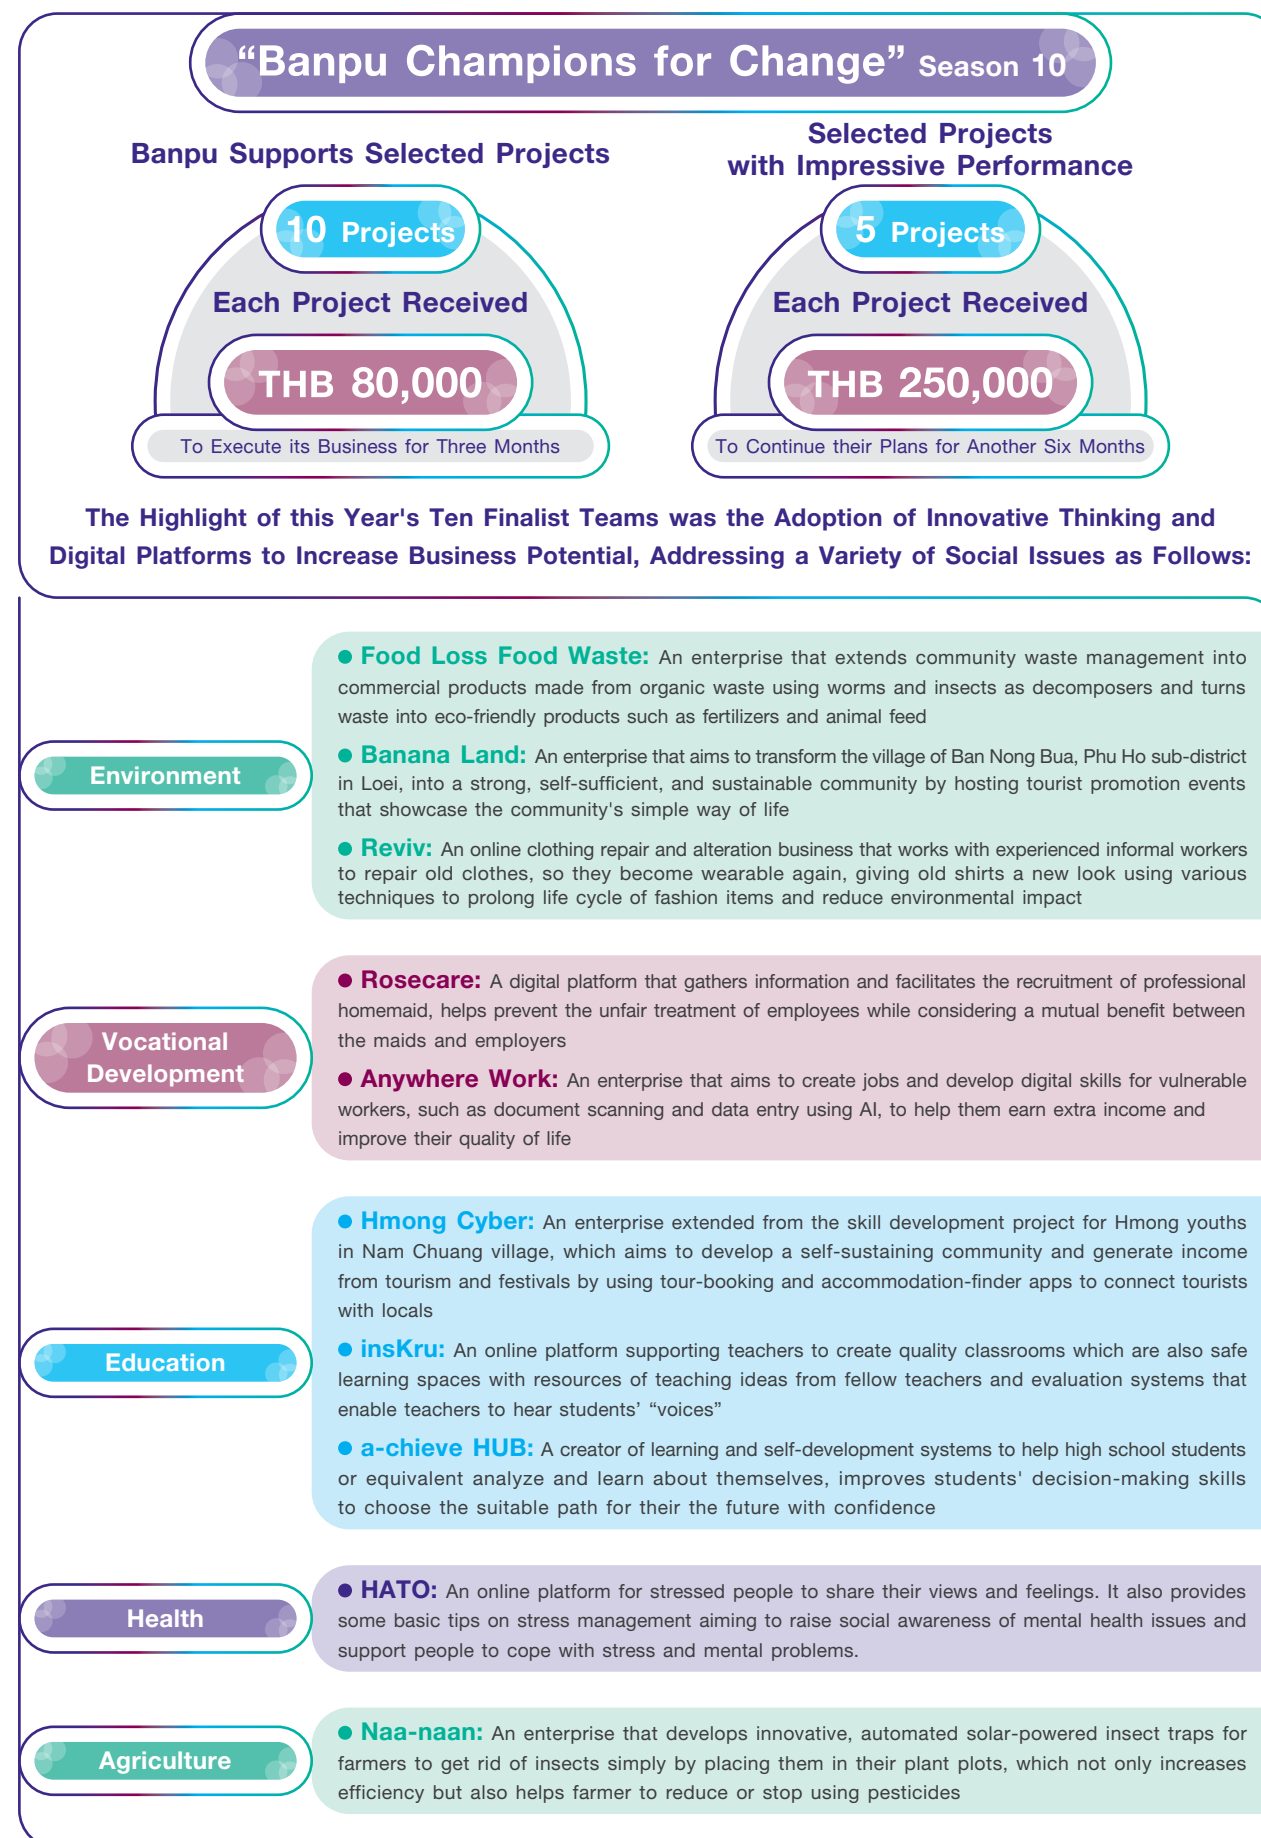 “Banpu Champions for Change” Season 10
Banpu Supports Selected Projects
10 Projects
Each Project Received
THB 80,000
To Execute its Business for Three Months
Selected Projects
with Impressive Performance
5 Projects
Each Project Received
THB 250,000
To Continue their Plans for Another Six Months
The Highlight of this Year's Ten Finalist Teams was the Adoption of Innovative Thinking and
Digital Platforms to Increase Business Potential, Addressing a Variety of Social Issues as Follows:
Environment
● Food Loss Food Waste: An enterprise that extends community waste management into
commercial products made from organic waste using worms and insects as decomposers and turns
waste into eco-friendly products such as fertilizers and animal feed
● Banana Land: An enterprise that aims to transform the village of Ban Nong Bua, Phu Ho sub-district
in Loei, into a strong, self-sufficient, and sustainable community by hosting tourist promotion events
that showcase the community's simple way of life
● Reviv: An online clothing repair and alteration business that works with experienced informal workers
to repair old clothes, so they become wearable again, giving old shirts a new look using various
techniques to prolong life cycle of fashion items and reduce environmental impact
Vocational
Development
● Rosecare: A digital platform that gathers information and facilitates the recruitment of professional
homemaid, helps prevent the unfair treatment of employees while considering a mutual benefit between
the maids and employers
● Anywhere Work: An enterprise that aims to create jobs and develop digital skills for vulnerable
workers, such as document scanning and data entry using AI, to help them earn extra income and
improve their quality of life
Education
● Hmong Cyber: An enterprise extended from the skill development project for Hmong youths
in Nam Chuang village, which aims to develop a self-sustaining community and generate income
from tourism and festivals by using tour-booking and accommodation-finder apps to connect tourists
with locals
● insKru: An online platform supporting teachers to create quality classrooms which are also safe
learning spaces with resources of teaching ideas from fellow teachers and evaluation systems that
enable teachers to hear students’ “voices”
● a-chieve HUB: A creator of learning and self-development systems to help high school students
or equivalent analyze and learn about themselves, improves students' decision-making skills
to choose the suitable path for their the future with confidence
Health
● HATO: An online platform for stressed people to share their views and feelings. It also provides
some basic tips on stress management aiming to raise social awareness of mental health issues and
support people to cope with stress and mental problems.
Agriculture
● Naa-naan: An enterprise that develops innovative, automated solar-powered insect traps for
farmers to get rid of insects simply by placing them in their plant plots, which not only increases
efficiency but also helps farmer to reduce or stop using pesticides